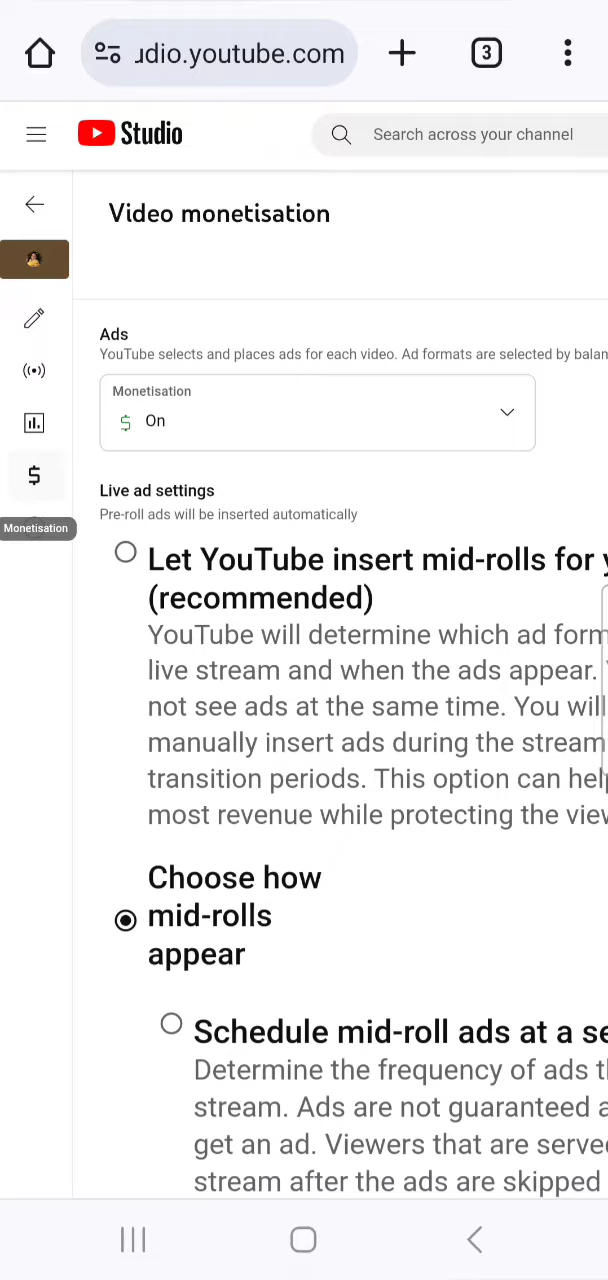 udio.youtube.com
3
Studio
Search across your channel
Video monetisation
Ads
YouTube selects and places ads for each video. Ad formats are selected by balan
Monetisation
$ On
Live ad settings
Pre-roll ads will be inserted automatically
Monetisation
Let YouTube insert mid-rolls for y
(recommended)
YouTube will determine which ad form
live stream and when the ads appear.
not see ads at the same time. You will
manually insert ads during the stream
transition periods. This option can help
most revenue while protecting the view
Choose how
mid-rolls
appear
Schedule mid-roll ads at a se
Determine the frequency of ads th
stream. Ads are not guaranteed a
get an ad. Viewers that are serve
stream after the ads are skipped